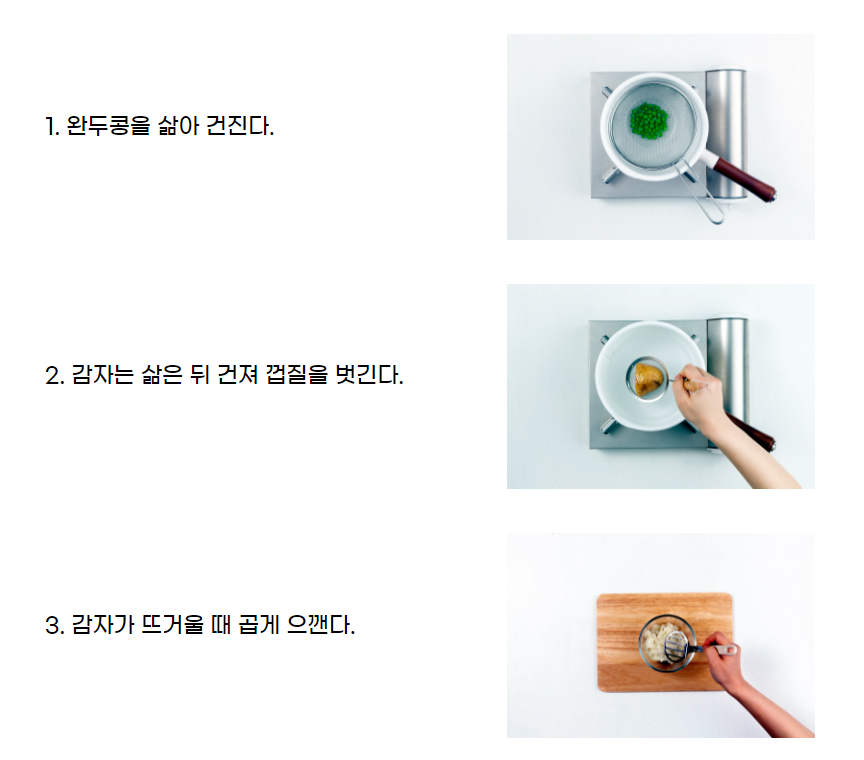 1. 완두콩을 삶아 건진다.
2. 감자는 삶은 뒤 건져 껍질을 벗긴다.
3. 감자가 뜨거울 때 곱게 으깬다.